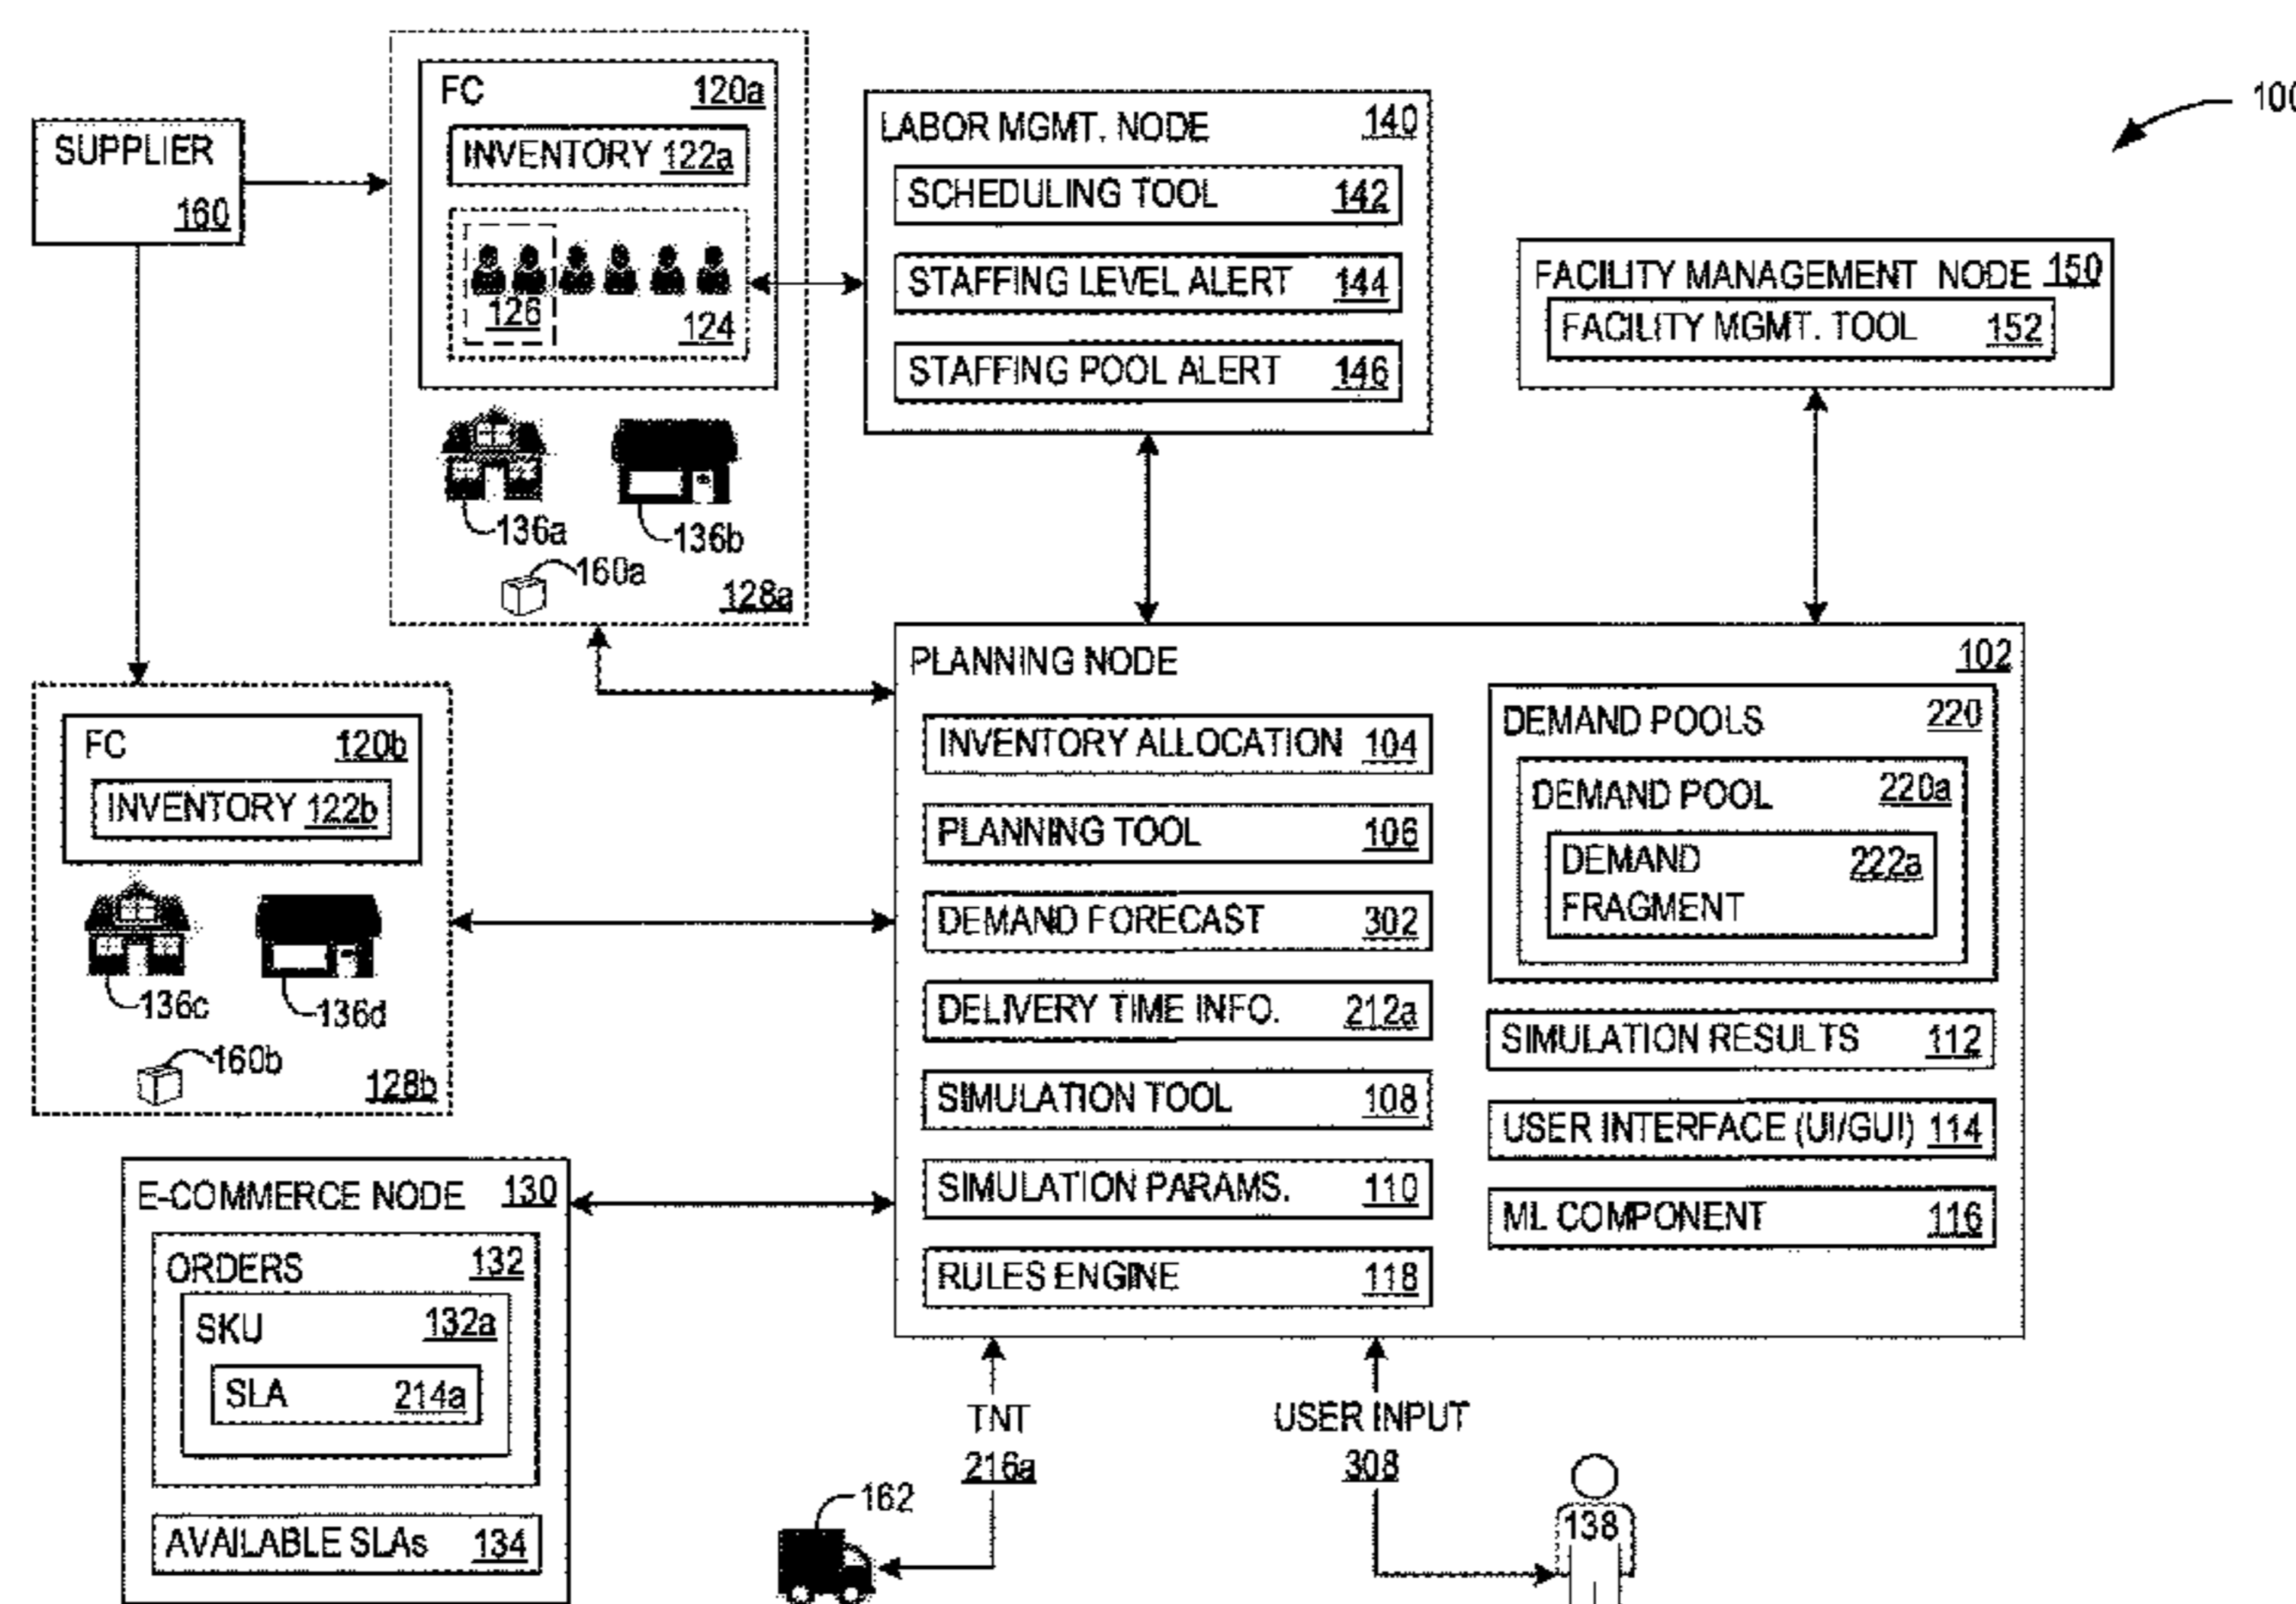 100
SUPPLIER
160
FC 120a
INVENTORY 122a
126
124
136a
136b
160a
128a
LABOR MGMT. NODE 140
SCHEDULING TOOL 142
STAFFING LEVEL ALERT 144
STAFFING POOL ALERT 146
FACILITY MANAGEMENT NODE 150
FACILITY MGMT. TOOL 152
FC 120b
INVENTORY 122b
136c
136d
160b
128b
PLANNING NODE 102
INVENTORY ALLOCATION 104
PLANNING TOOL 106
DEMAND FORECAST 302
DELIVERY TIME INFO. 212a
SIMULATION TOOL 108
SIMULATION PARAMS. 110
RULES ENGINE 118
DEMAND POOLS 220
DEMAND POOL 220a
DEMAND 222a
FRAGMENT
SIMULATION RESULTS 112
USER INTERFACE (UI/GUI) 114
ML COMPONENT 116
E-COMMERCE NODE 130
ORDERS 132
SKU 132a
SLA 214a
AVAILABLE SLAs 134
TNT
216a
162
USER INPUT
308
138